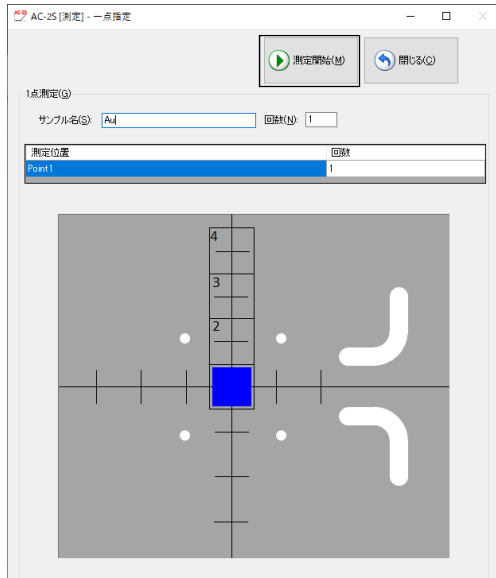 AC-2S [測定] - 一点指定
測定開始(M)
閉じる(C)
1点測定(G)
サンプル名(S): Au
回数(N): 1
測定位置 回数
Point1 1
4
3
2